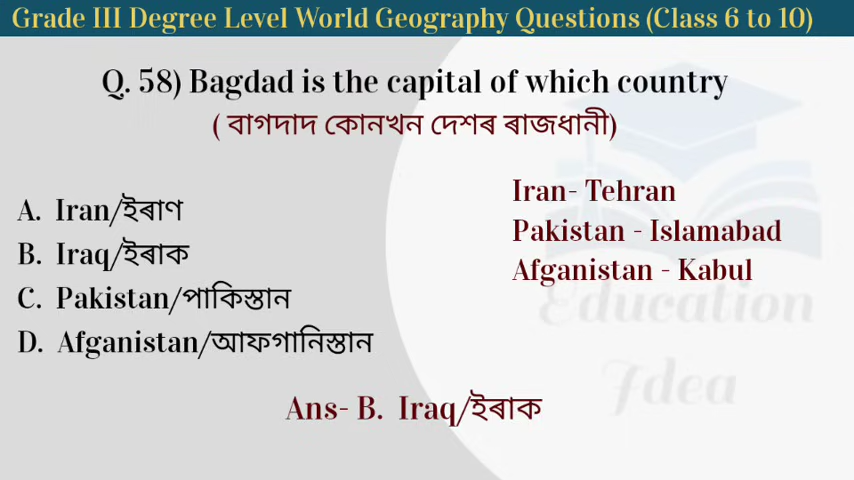 Grade III Degree Level World Geography Questions (Class 6 to 10)
Q. 58) Bagdad is the capital of which country
( বাগদাদ কোনখন দেশৰ ৰাজধানী)
A. Iran/ইৰাণ
B. Iraq/ইৰাক
C. Pakistan/পাকিস্তান
D. Afganistan/আফগানিস্তান
Iran- Tehran
Pakistan - Islamabad
Afganistan - Kabul
Education
Idea
Ans- B. Iraq/ইৰাক